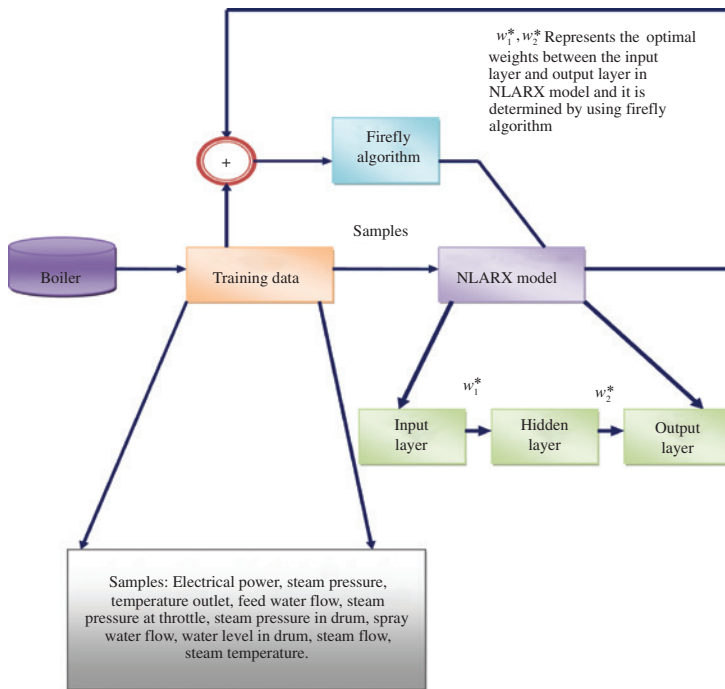 w₁*, w₂* Represents the optimal
weights between the input
layer and output layer in
NLARX model and it is
determined by using firefly
algorithm
Firefly
algorithm
+
Samples
Boiler
Training data
NLARX model
w₁*
w₂*
Input
layer
Hidden
layer
Output
layer
Samples: Electrical power, steam pressure,
temperature outlet, feed water flow, steam
pressure at throttle, steam pressure in drum, spray
water flow, water level in drum, steam flow,
steam temperature.